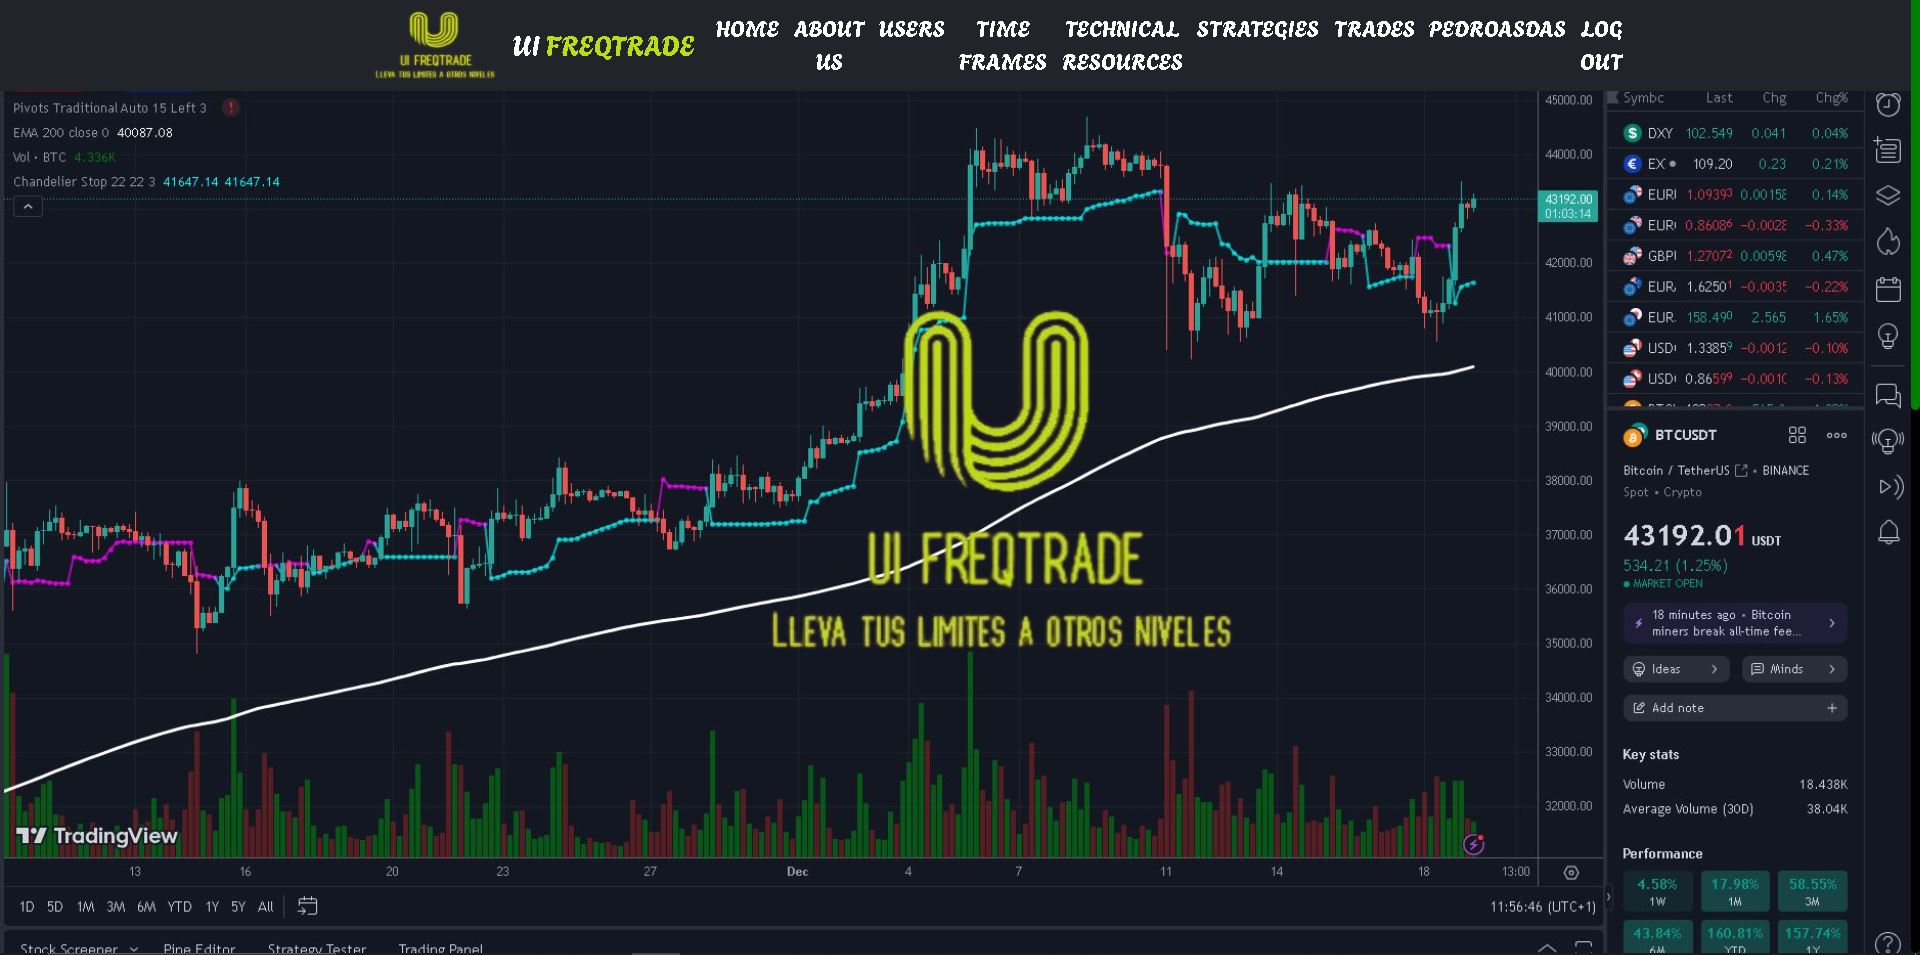 UI FREQTRADE
LLEVA TUS LIMITES A OTROS NIVELES
UI FREQTRADE
HOME ABOUT US USERS TIME FRAMES TECHNICAL RESOURCES STRATEGIES TRADES PEDROASDAS LOG OUT
Pivots Traditional Auto 15 Left 3
EMA 200 close 0 40087.08
Vol • BTC 4.336K
Chandelier Stop 22 22 3 41647.14 41647.14
45000.00
44000.00
43192.00
01:03:14
42000.00
41000.00
40000.00
39000.00
38000.00
37000.00
36000.00
35000.00
34000.00
33000.00
32000.00
UI FREQTRADE
LLEVA TUS LIMITES A OTROS NIVELES
TradingView
13 16 20 23 27 Dec 4 7 11 14 18 13:00
1D 5D 1M 3M 6M YTD 1Y 5Y All
11:56:46 (UTC+1)
Stock Screener Pine Editor Strategy Tester Trading Panel
Symbc Last Chg Chg%
DXY 102.549 0.041 0.04%
EX 109.20 0.23 0.21%
EURI 1.09393 0.00158 0.14%
EUR 0.86086 −0.0028 −0.33%
GBPI 1.27072 0.00598 0.47%
EUR 1.62501 −0.0035 −0.22%
EUR 158.490 2.565 1.65%
USD 1.33859 −0.0012 −0.10%
USD 0.86599 −0.0010 −0.13%
BTCUSDT
Bitcoin / TetherUS • BINANCE
Spot • Crypto
43192.01 USDT
534.21 (1.25%)
MARKET OPEN
18 minutes ago • Bitcoin
miners break all-time fee...
Ideas Minds
Add note
Key stats
Volume 18.438K
Average Volume (30D) 38.04K
Performance
4.58% 17.98% 58.55%
1W 1M 3M
43.84% 160.81% 157.74%
6M YTD 1Y